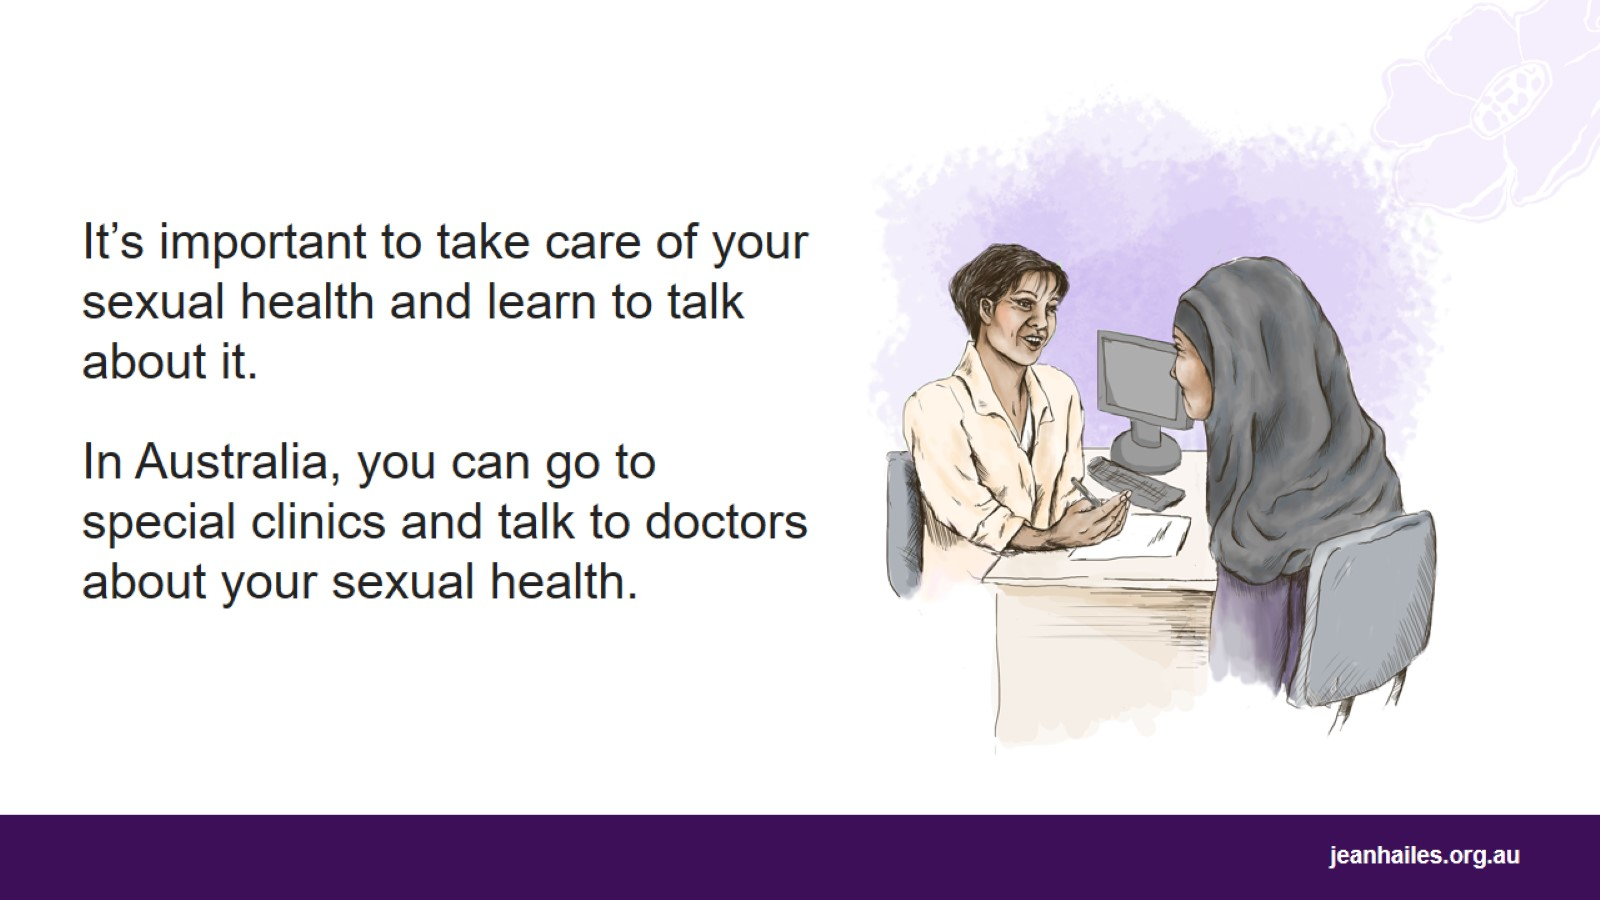 It’s important to take care of your
sexual health and learn to talk
about it.
In Australia, you can go to
special clinics and talk to doctors
about your sexual health.
jeanhailes.org.au